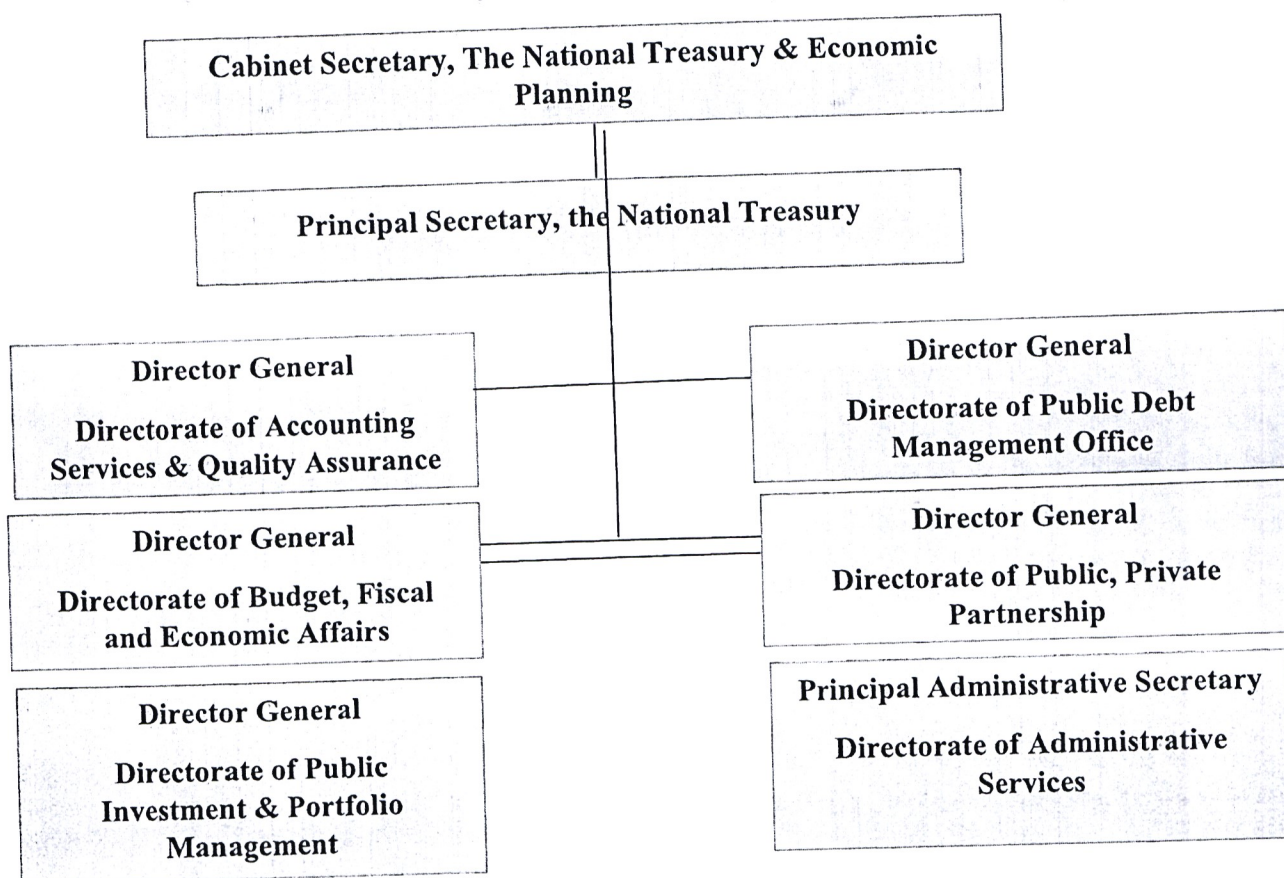 Cabinet Secretary, The National Treasury & Economic
Planning
Principal Secretary, the National Treasury
Director General
Directorate of Accounting
Services & Quality Assurance
Director General
Directorate of Public Debt
Management Office
Director General
Directorate of Budget, Fiscal
and Economic Affairs
Director General
Directorate of Public, Private
Partnership
Director General
Directorate of Public
Investment & Portfolio
Management
Principal Administrative Secretary
Directorate of Administrative
Services